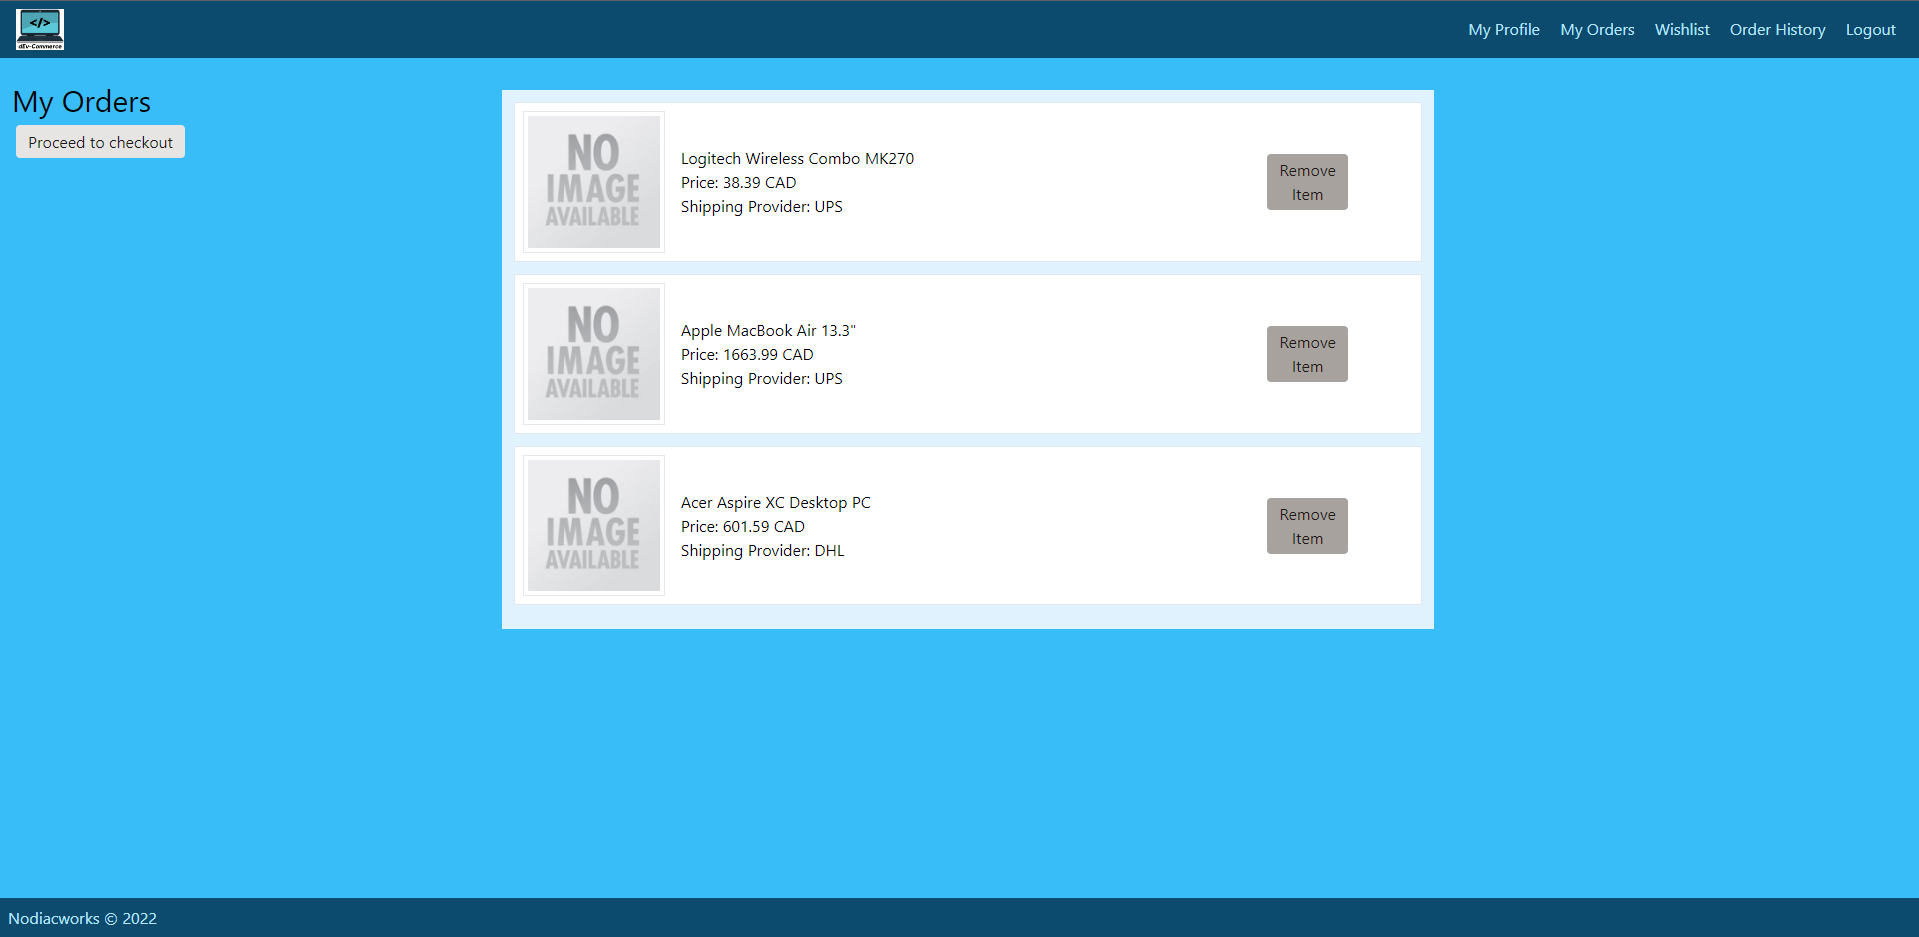 </>
dEv-Commerce
My Profile My Orders Wishlist Order History Logout
My Orders
Proceed to checkout
NO
IMAGE
AVAILABLE
Logitech Wireless Combo MK270
Price: 38.39 CAD
Shipping Provider: UPS
Remove
Item
NO
IMAGE
AVAILABLE
Apple MacBook Air 13.3"
Price: 1663.99 CAD
Shipping Provider: UPS
Remove
Item
NO
IMAGE
AVAILABLE
Acer Aspire XC Desktop PC
Price: 601.59 CAD
Shipping Provider: DHL
Remove
Item
Nodiacworks © 2022